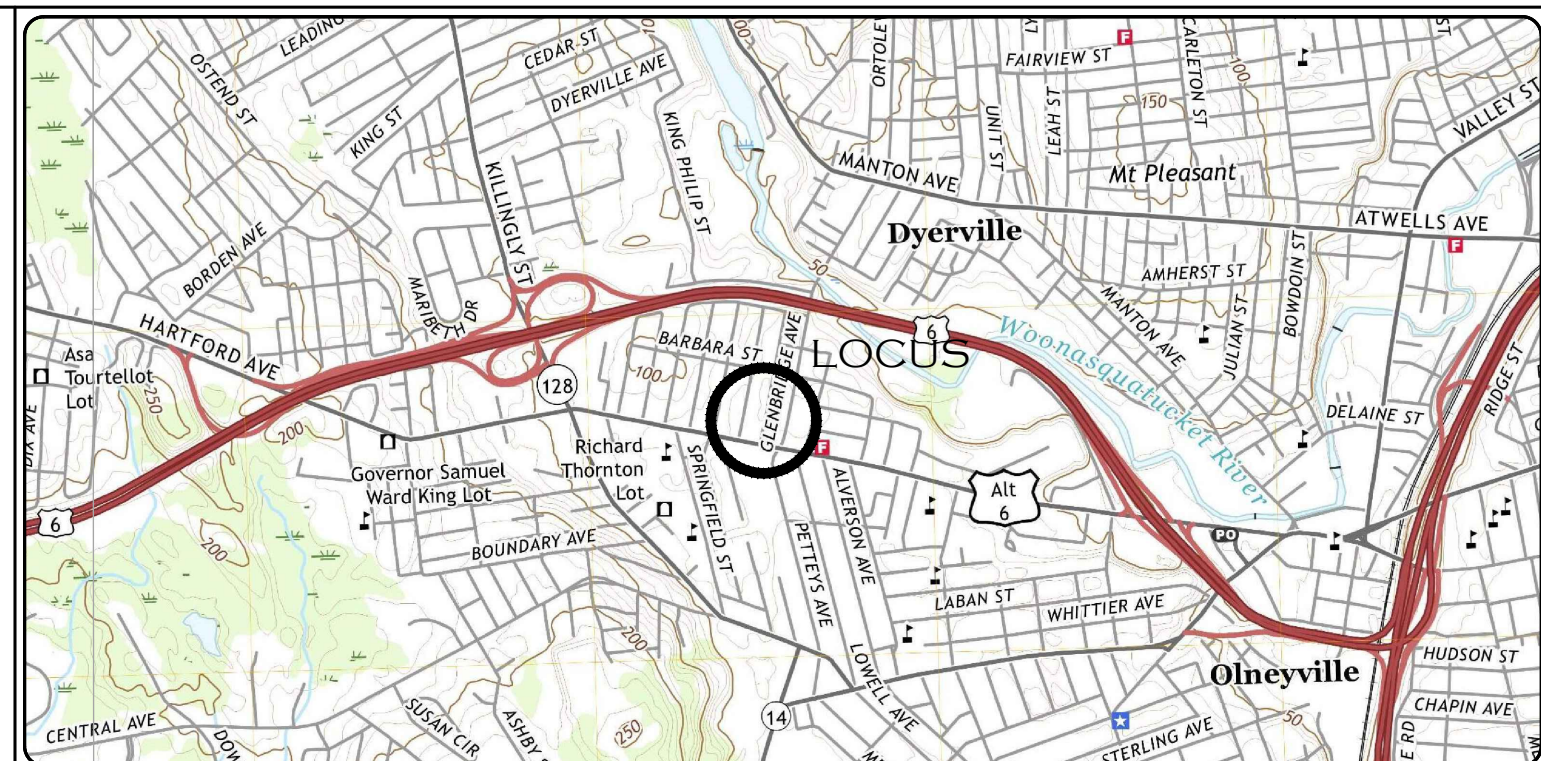 LEADING
OSTEND ST
CEDAR ST
DYERVILLE AVE
KING ST
KILLINGLY ST
KING PHILIP ST
BORDEN AVE
MARIBETH DR
100
ORTOLE
FAIRVIEW ST
F
CARLETON ST
100
150
UNIT ST
LEAH ST
MANTON AVE
Mt Pleasant
VALLEY ST
ATWELLS AVE
F
Dyerville
50
AMHERST ST
MANTON AVE
JULIAN ST
BOWDOIN ST
HARTFORD AVE
6
Woonasquatucket River
BARBARA ST
GLENBRIDGE AVE
LOCUS
100
128
Asa
Tourtellot
Lot
250
DIX AVE
200
RIDGE ST
DELAINE ST
Governor Samuel
Ward King Lot
Richard
Thornton
Lot
F
SPRINGFIELD ST
ALVERSON AVE
PETTEYS AVE
Alt
6
PO
6
200
BOUNDARY AVE
LABAN ST
WHITTIER AVE
200
LOWELL AVE
Olneyville
HUDSON ST
CHAPIN AVE
14
CENTRAL AVE
SUSAN CIR
250
STERLING AVE
50
E RD